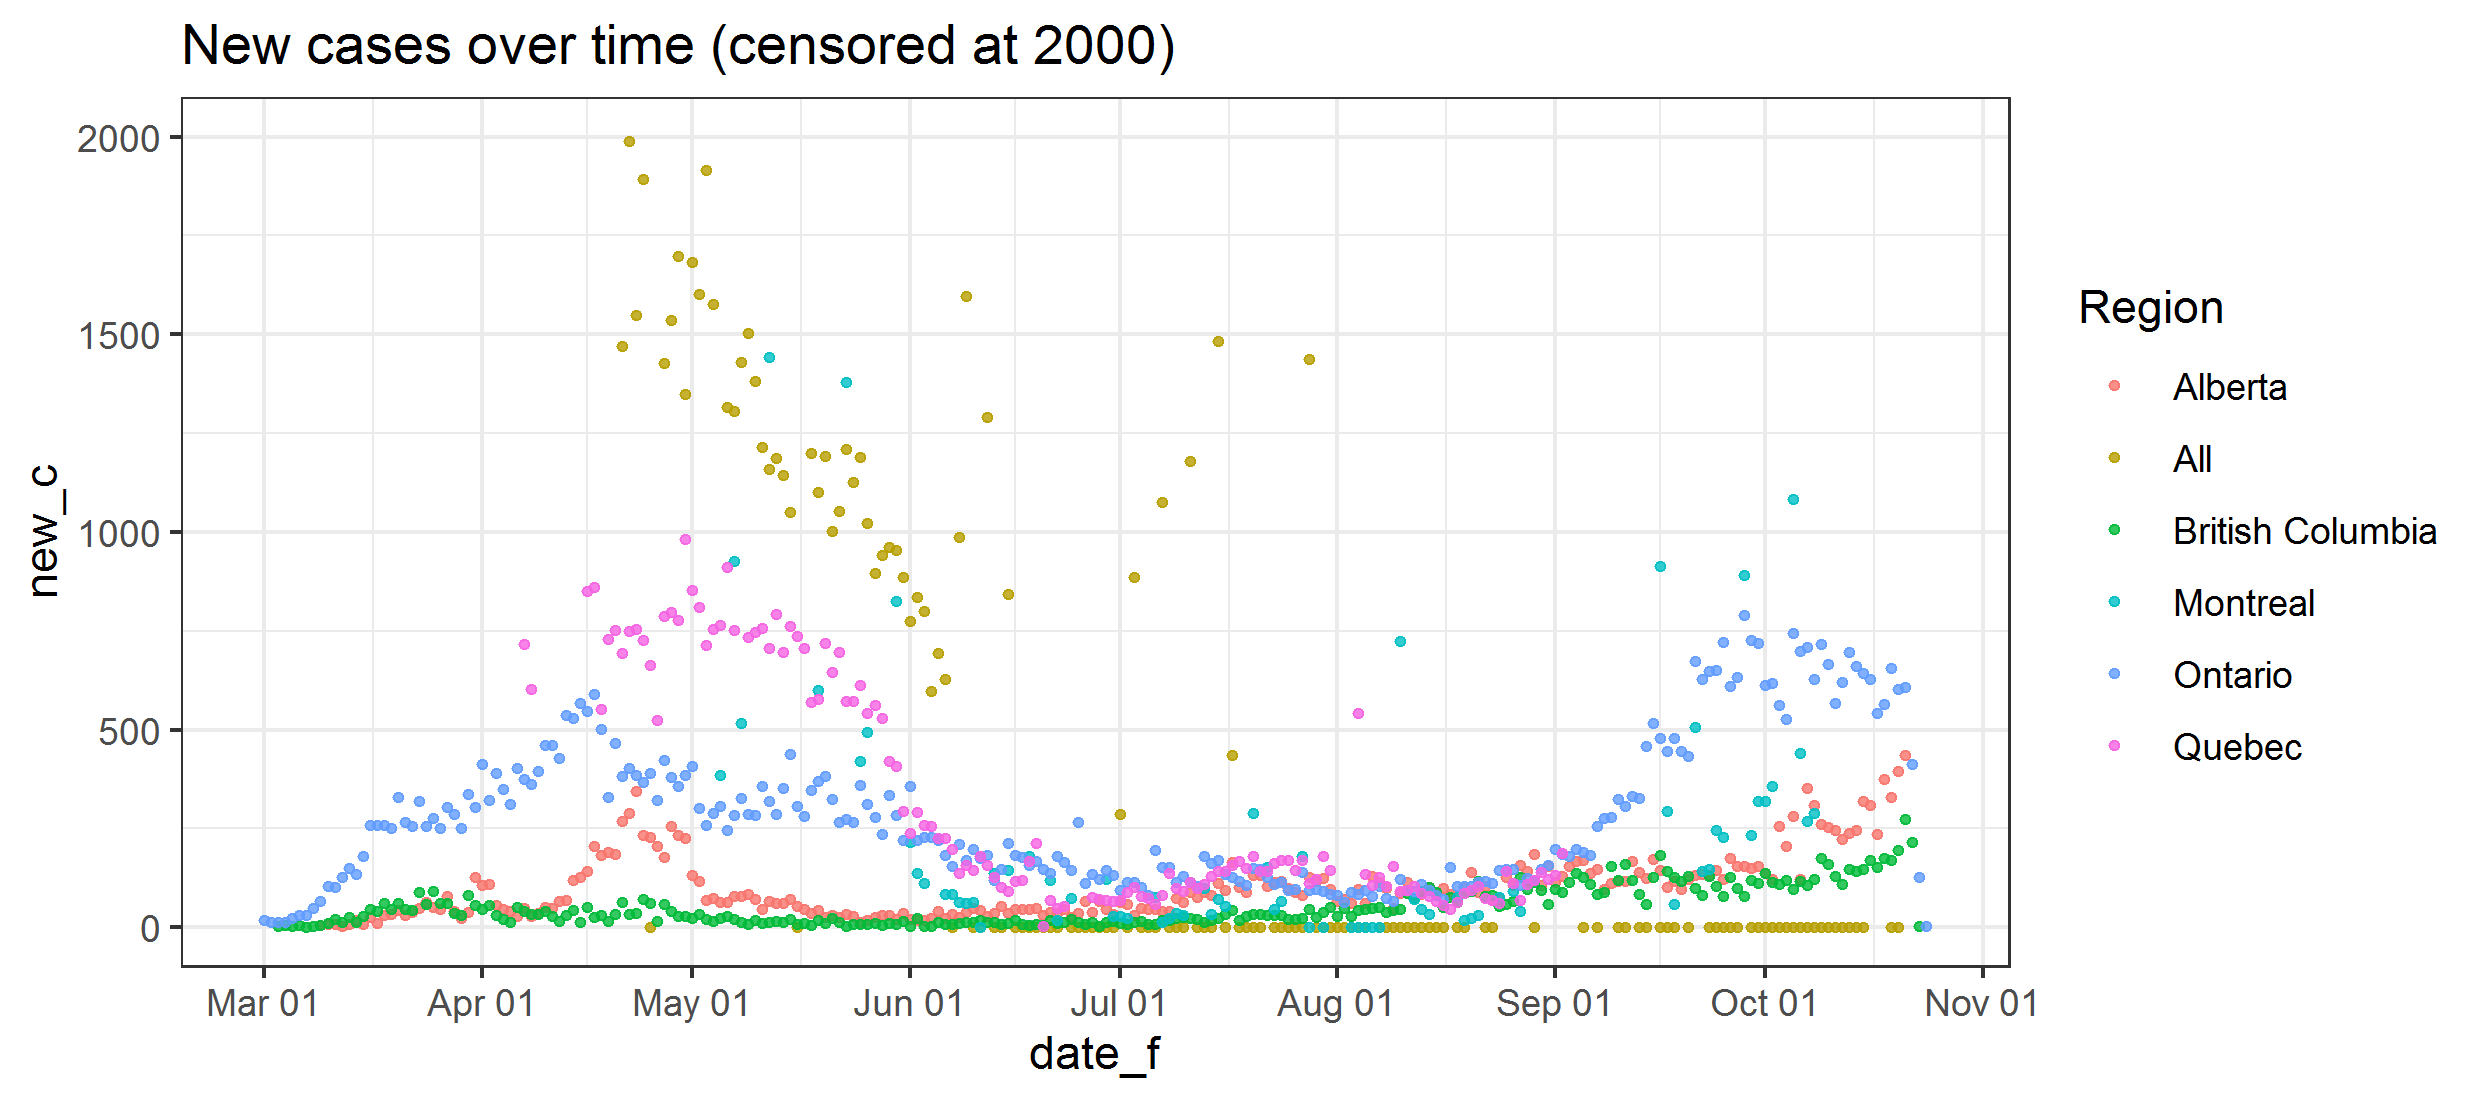 New cases over time (censored at 2000)
2000
1500
1000
500
0
new_c
Mar 01 Apr 01 May 01 Jun 01 Jul 01 Aug 01 Sep 01 Oct 01 Nov 01
date_f
Region
Alberta
All
British Columbia
Montreal
Ontario
Quebec